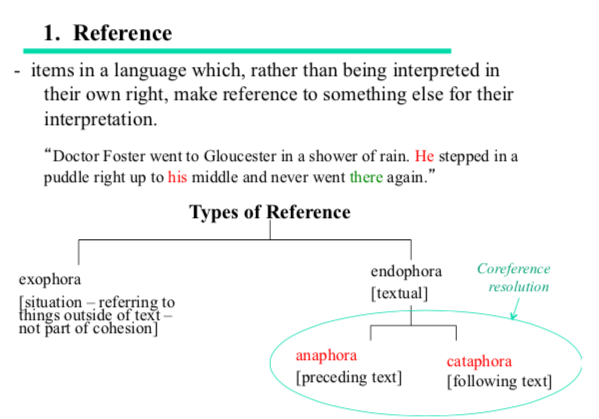 1. Reference
- items in a language which, rather than being interpreted in
their own right, make reference to something else for their
interpretation.
“Doctor Foster went to Gloucester in a shower of rain. He stepped in a
puddle right up to his middle and never went there again.”
Types of Reference
exophora
[situation – referring to
things outside of text –
not part of cohesion]
endophora
[textual]
Coreference
resolution
anaphora
[preceding text]
cataphora
[following text]